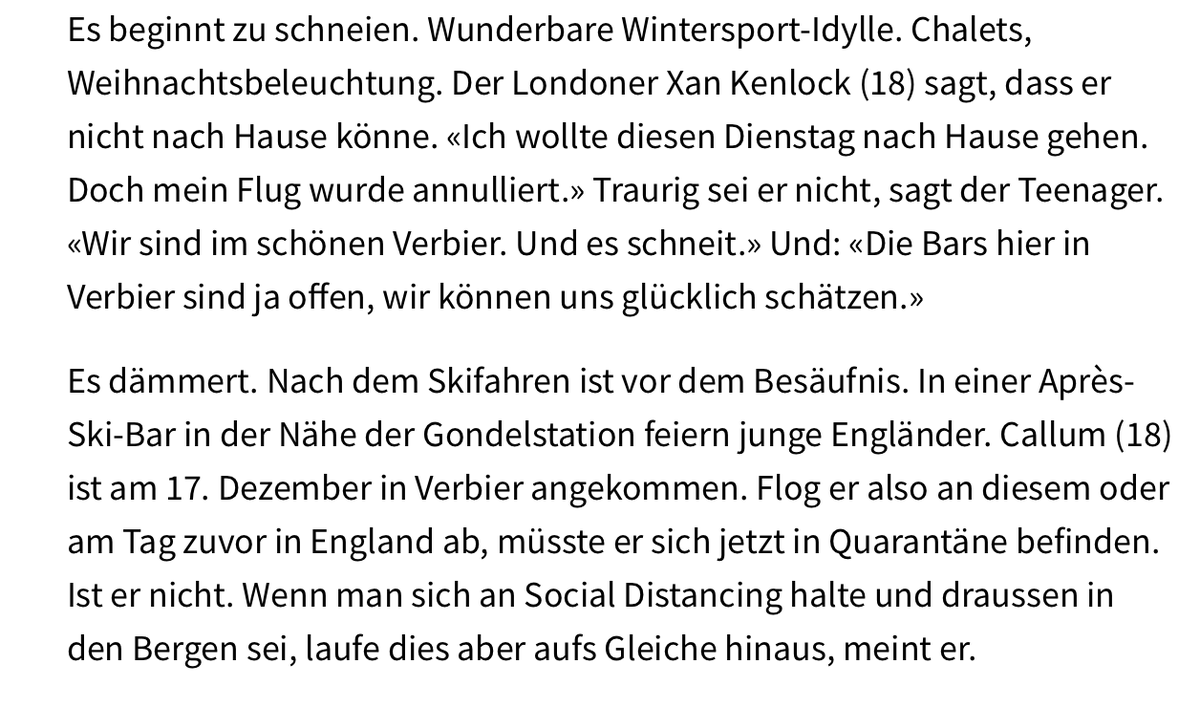 Es beginnt zu schneien. Wunderbare Wintersport-Idylle. Chalets,
Weihnachtsbeleuchtung. Der Londoner Xan Kenlock (18) sagt, dass er
nicht nach Hause könne. «Ich wollte diesen Dienstag nach Hause gehen.
Doch mein Flug wurde annulliert.» Traurig sei er nicht, sagt der Teenager.
«Wir sind im schönen Verbier. Und es schneit.» Und: «Die Bars hier in
Verbier sind ja offen, wir können uns glücklich schätzen.»
Es dämmert. Nach dem Skifahren ist vor dem Besäufnis. In einer Après-
Ski-Bar in der Nähe der Gondelstation feiern junge Engländer. Callum (18)
ist am 17. Dezember in Verbier angekommen. Flog er also an diesem oder
am Tag zuvor in England ab, müsste er sich jetzt in Quarantäne befinden.
Ist er nicht. Wenn man sich an Social Distancing halte und draussen in
den Bergen sei, laufe dies aber aufs Gleiche hinaus, meint er.